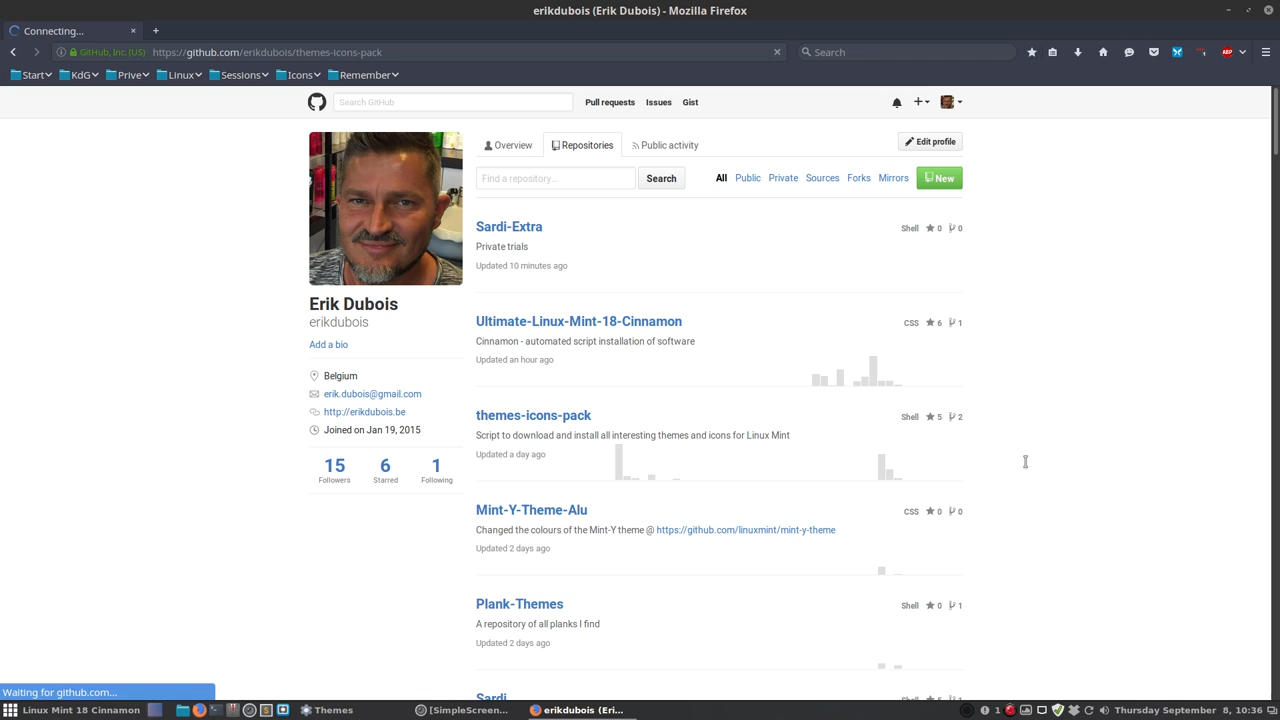 erikdubois (Erik Dubois) - Mozilla Firefox
Connecting...
GitHub, Inc. (US) https://github.com/erikdubois/themes-icons-pack
Search
Start KdG Prive Linux Sessions Icons Remember
Search GitHub Pull requests Issues Gist
Overview Repositories Public activity Edit profile
Find a repository... Search All Public Private Sources Forks Mirrors New
Sardi-Extra Shell 0 0
Private trials
Updated 10 minutes ago
Erik Dubois
erikdubois
Add a bio
Belgium
erik.dubois@gmail.com
http://erikdubois.be
Joined on Jan 19, 2015
15 6 1
Followers Starred Following
Ultimate-Linux-Mint-18-Cinnamon CSS 6 1
Cinnamon - automated script installation of software
Updated an hour ago
themes-icons-pack Shell 5 2
Script to download and install all interesting themes and icons for Linux Mint
Updated a day ago
Mint-Y-Theme-Alu CSS 0 0
Changed the colours of the Mint-Y theme @ https://github.com/linuxmint/mint-y-theme
Updated 2 days ago
Plank-Themes Shell 0 1
A repository of all planks I find
Updated 2 days ago
Sardi Shell
Waiting for github.com...
Linux Mint 18 Cinnamon Themes [SimpleScreen... erikdubois (Eri... 1 Thursday September 8, 10:36